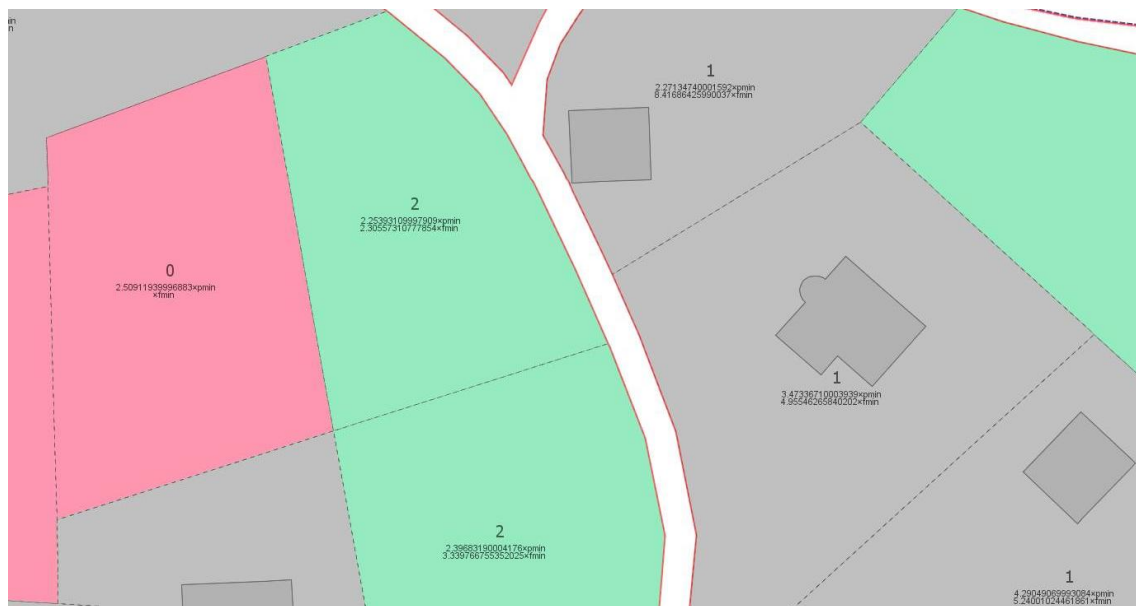 in
n
1
2.27134740001592×pmin
8.41686425990037×fmin
2
2.25393109997909×pmin
2.30557310777854×fmin
0
2.50911939996883×pmin
×fmin
1
3.47336710003939×pmin
4.95546265840202×fmin
2
2.39683190004176×pmin
3.339766755352025×fmin
1
4.29049069993084×pmin
5.24001024461861×fmin